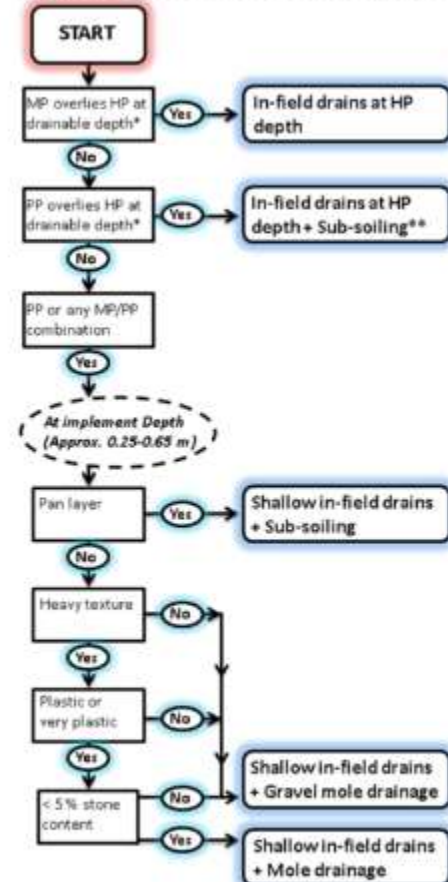 START
MP overlies HP at
drainable depth*
Yes
In-field drains at HP
depth
No
PP overlies HP at
drainable depth*
Yes
In-field drains at HP
depth + Sub-soiling**
No
PP or any MP/PP
combination
Yes
At implement Depth
(Approx. 0.25-0.65 m)
Pan layer
Yes
Shallow in-field drains
+ Sub-soiling
No
Heavy texture
No
Yes
Plastic or
very plastic
No
Yes
Shallow in-field drains
+ Gravel mole drainage
< 5% stone
content
No
Yes
Shallow in-field drains
+ Mole drainage